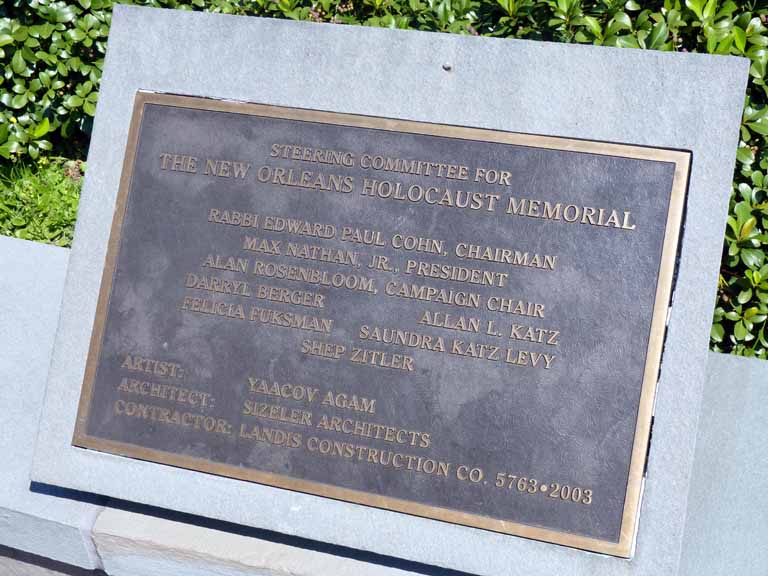 STEERING COMMITTEE FOR
THE NEW ORLEANS HOLOCAUST MEMORIAL
RABBI EDWARD PAUL COHN, CHAIRMAN
MAX NATHAN, JR., PRESIDENT
ALAN ROSENBLOOM, CAMPAIGN CHAIR
DARRYL BERGER ALLAN L. KATZ
FELICIA FUKSMAN SAUNDRA KATZ LEVY
SHEP ZITLER
ARTIST: YAACOV AGAM
ARCHITECT: SIZELER ARCHITECTS
CONTRACTOR: LANDIS CONSTRUCTION CO. 5763•2003